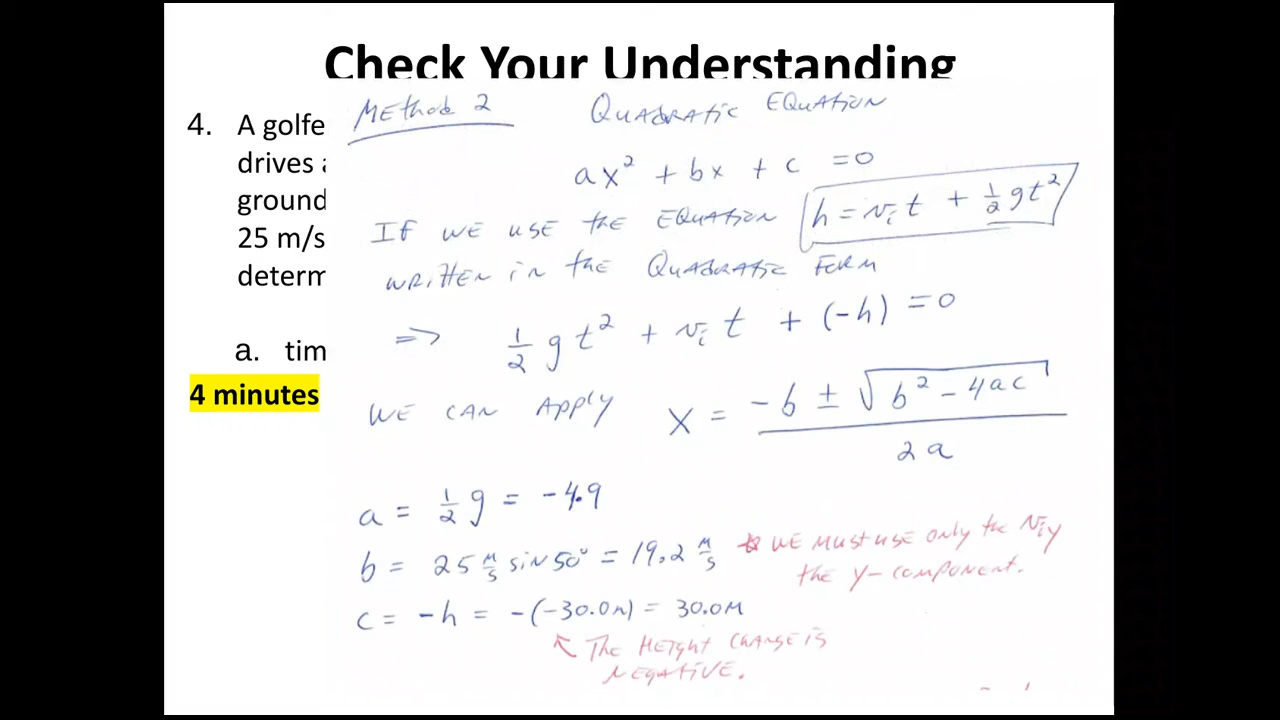 Check Your Understanding
Method 2 Quadratic Equation
4. A golfe
drives a
ground
25 m/s
determ
a. tim
4 minutes
ax² + bx + c = 0
If we use the equation h = vᵢt + ½gt²
written in the Quadratic Form
=> ½gt² + vᵢt + (-h) = 0
We can apply x = -b ± √b² - 4ac / 2a
a = ½g = -4.9
b = 25 m/s sin 50° = 19.2 m/s
* We must use only the vᵢy
the y-component.
c = -h = -(-30.0m) = 30.0m
↖ The height change is
negative.